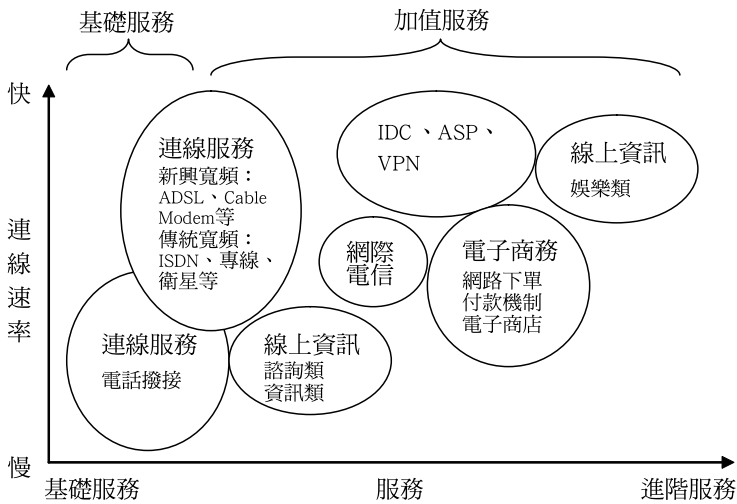 基礎服務
加值服務
快
連線速率
慢
連線服務
新興寬頻：
ADSL、Cable
Modem等
傳統寬頻：
ISDN、專線、
衛星等
連線服務
電話撥接
線上資訊
諮詢類
資訊類
網際
電信
IDC、ASP、
VPN
電子商務
網路下單
付款機制
電子商店
線上資訊
娛樂類
基礎服務
服務
進階服務